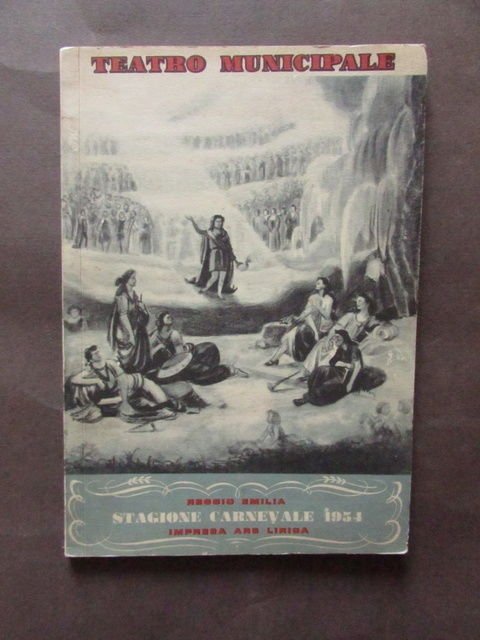 TEATRO MUNICIPALE
REGGIO EMILIA
STAGIONE CARNEVALE 1954
IMPRESA ARS LIRICA